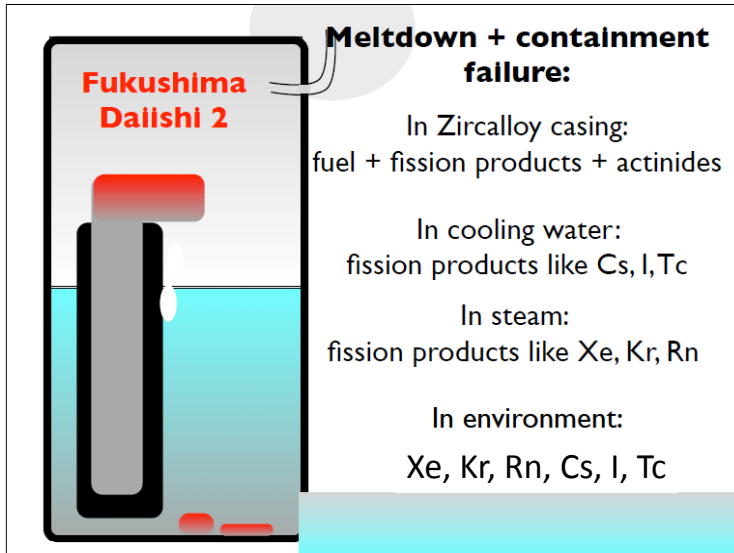 Fukushima
Daiishi 2
Meltdown + containment
failure:
In Zircalloy casing:
fuel + fission products + actinides
In cooling water:
fission products like Cs, I, Tc
In steam:
fission products like Xe, Kr, Rn
In environment:
Xe, Kr, Rn, Cs, I, Tc